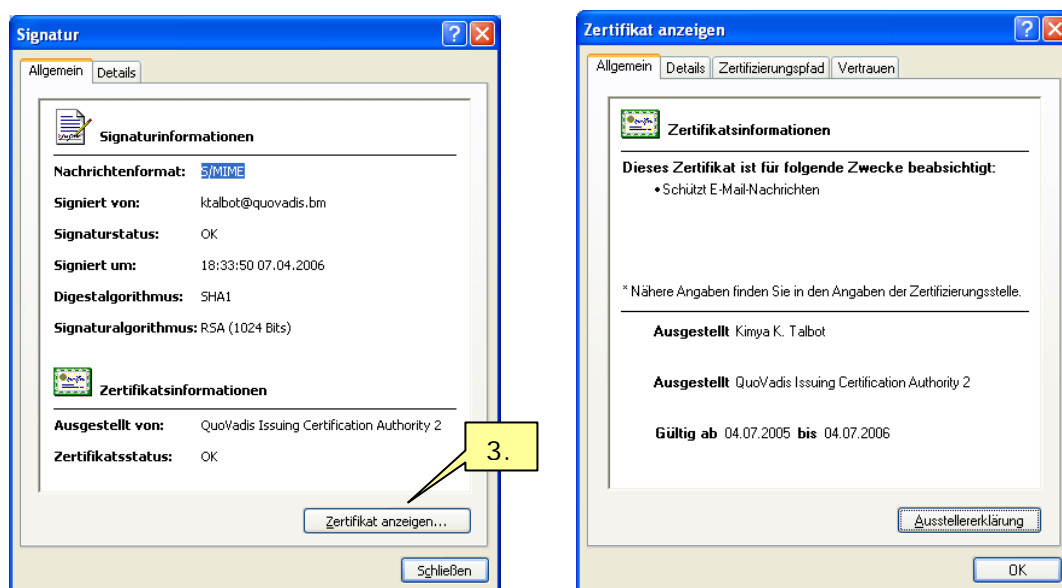 Signatur
Allgemein Details
Signaturinformationen
Nachrichtenformat: S/MIME
Signiert von: ktalbot@quovadis.bm
Signaturstatus: OK
Signiert um: 18:33:50 07.04.2006
Digestalgorithmus: SHA1
Signaturalgorithmus: RSA (1024 Bits)
Zertifikatsinformationen
Ausgestellt von: QuoVadis Issuing Certification Authority 2
Zertifikatsstatus: OK
3.
Zertifikat anzeigen...
Schließen
Zertifikat anzeigen
Allgemein Details Zertifizierungspfad Vertrauen
Zertifikatsinformationen
Dieses Zertifikat ist für folgende Zwecke beabsichtigt:
•Schützt E-Mail-Nachrichten
* Nähere Angaben finden Sie in den Angaben der Zertifizierungsstelle.
Ausgestellt Kimya K. Talbot
Ausgestellt QuoVadis Issuing Certification Authority 2
Gültig ab 04.07.2005 bis 04.07.2006
Ausstellererklärung
OK